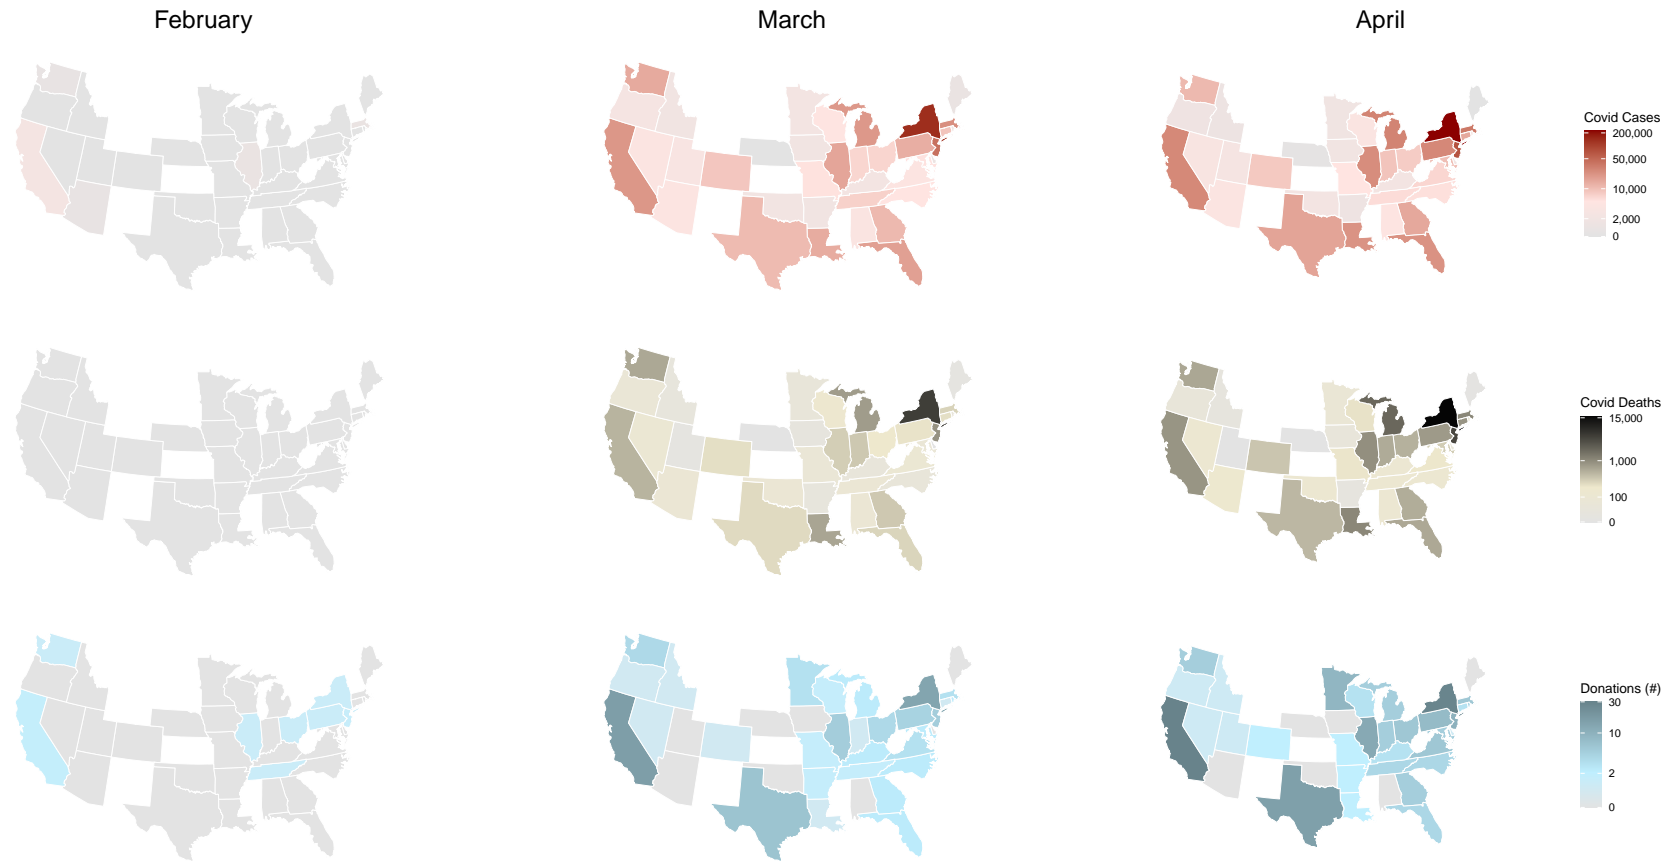 February
March
April
Covid Cases
200,000
50,000
10,000
2,000
0
Covid Deaths
15,000
1,000
100
0
Donations (#)
30
10
2
0